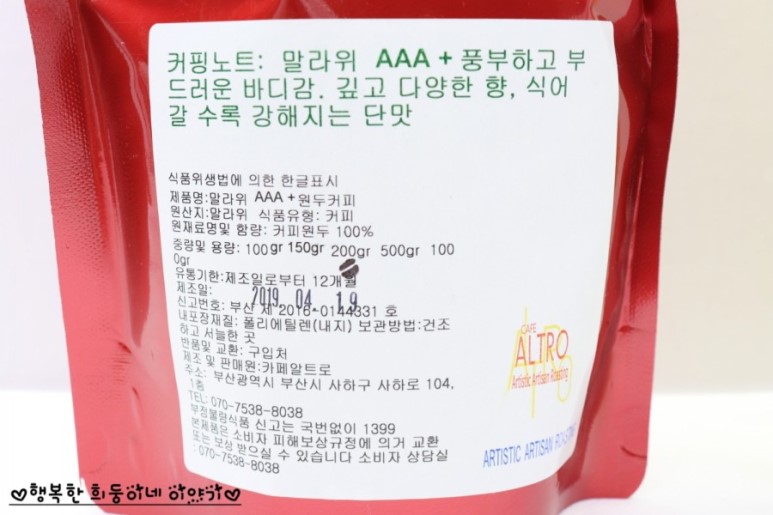 커핑노트: 말라위 AAA + 풍부하고 부
드러운 바디감. 깊고 다양한 향, 식어
갈 수록 강해지는 단맛
식품위생법에 의한 한글표시
제품명:말라위 AAA + 원두커피
원산지:말라위 식품유형: 커피
원재료명및 함량: 커피원두 100%
중량및 용량: 100gr 150gr 200gr 500gr 100
0gr
유통기한:제조일로부터 12개월
제조일:
2019. 04. 19
신고번호: 부산 제 2016-0144331 호
내포장재질: 폴리에틸렌(내지) 보관방법:건조
하고 서늘한 곳
반품및 교환: 구입처
제조 및 판매원:카페알트로
주소: 부산광역시 부산시 사하구 사하로 104,
1층
TEL: 070-7538-8038
부정불량식품 신고는 국번없이 1399
본제품은 소비자 피해보상규정에 의거 교환
또는 보상 받으실 수 있습니다 소비자 상담실
: 070-7538-8038
CAFE
ALTRO
Artistic Artisan Roasting
ARTISTIC ARTISAN
♡행복한 희둥이네 이야기♡